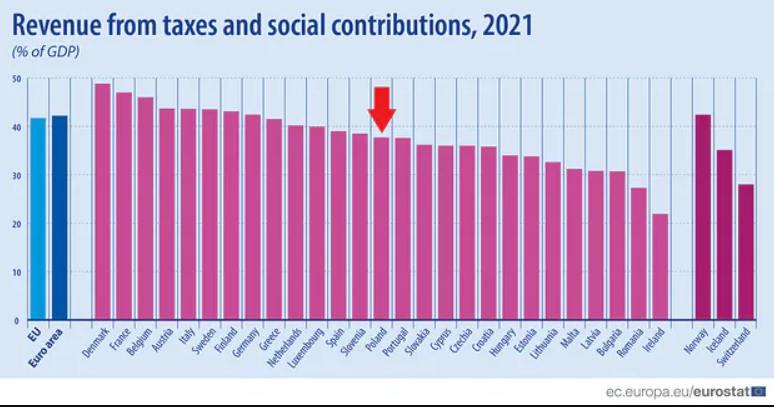 Revenue from taxes and social contributions, 2021
(% of GDP)
50
40
30
20
10
0
EU
Euro area
Denmark
France
Belgium
Austria
Italy
Sweden
Finland
Germany
Greece
Netherlands
Luxembourg
Spain
Slovenia
Poland
Portugal
Slovakia
Cyprus
Czechia
Croatia
Hungary
Estonia
Lithuania
Malta
Latvia
Bulgaria
Romania
Ireland
Norway
Iceland
Switzerland
ec.europa.eu/eurostat